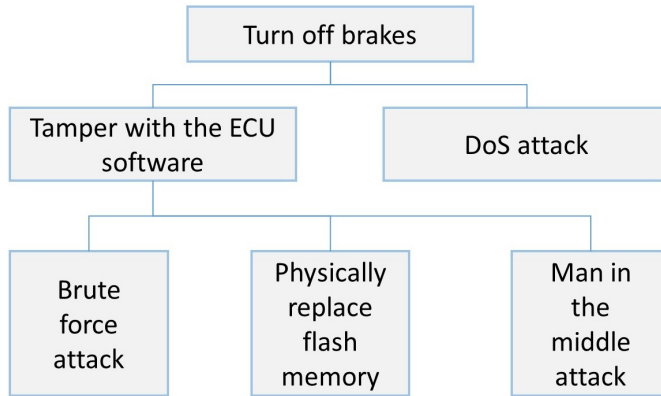 Turn off brakes
Tamper with the ECU
software
DoS attack
Brute
force
attack
Physically
replace
flash
memory
Man in
the
middle
attack